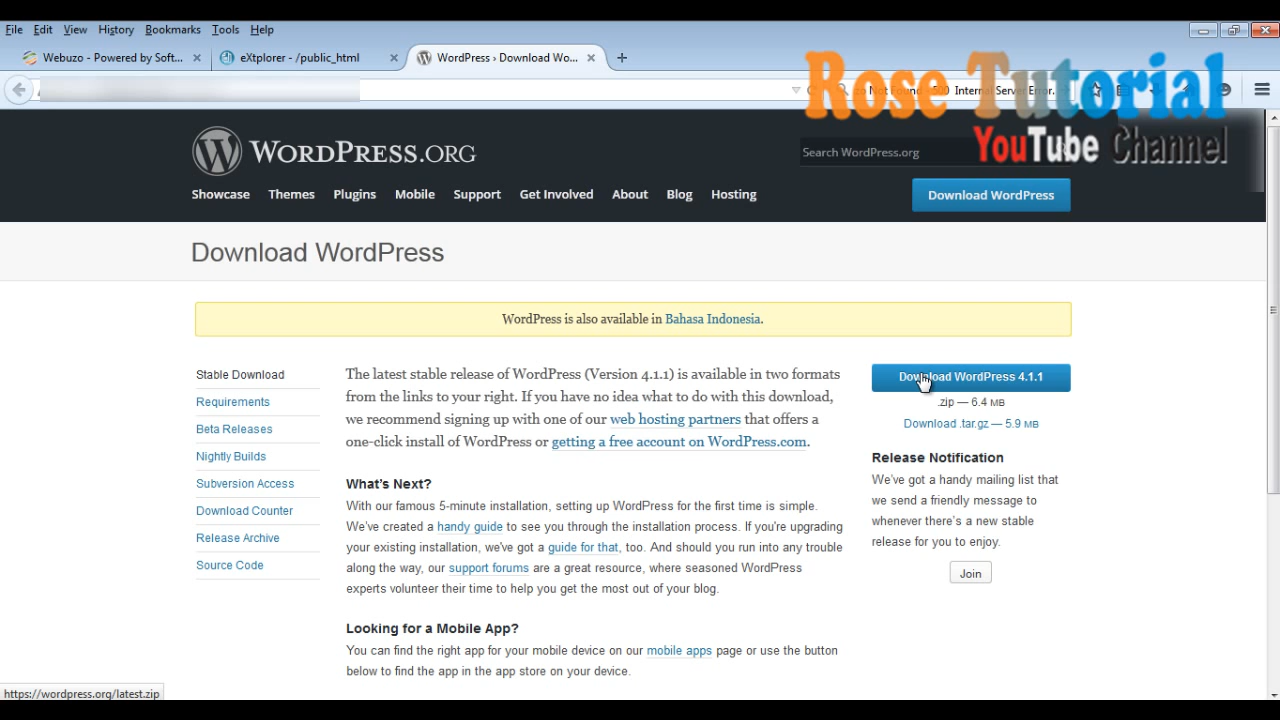 File Edit View History Bookmarks Tools Help
Webuzo - Powered by Soft...
eXtplorer - /public_html
WordPress › Download Wo...
Not Found
500 Internal Server Error.
Rose Tutorial
YouTube Channel
WORDPRESS.ORG
Search WordPress.org
Showcase Themes Plugins Mobile Support Get Involved About Blog Hosting
Download WordPress
Download WordPress
WordPress is also available in Bahasa Indonesia.
Stable Download
Requirements
Beta Releases
Nightly Builds
Subversion Access
Download Counter
Release Archive
Source Code
The latest stable release of WordPress (Version 4.1.1) is available in two formats
from the links to your right. If you have no idea what to do with this download,
we recommend signing up with one of our web hosting partners that offers a
one-click install of WordPress or getting a free account on WordPress.com.
What's Next?
With our famous 5-minute installation, setting up WordPress for the first time is simple.
We've created a handy guide to see you through the installation process. If you're upgrading
your existing installation, we've got a guide for that, too. And should you run into any trouble
along the way, our support forums are a great resource, where seasoned WordPress
experts volunteer their time to help you get the most out of your blog.
Looking for a Mobile App?
You can find the right app for your mobile device on our mobile apps page or use the button
below to find the app in the app store on your device.
Download WordPress 4.1.1
.zip — 6.4 MB
Download .tar.gz — 5.9 MB
Release Notification
We've got a handy mailing list that
we send a friendly message to
whenever there's a new stable
release for you to enjoy.
Join
https://wordpress.org/latest.zip